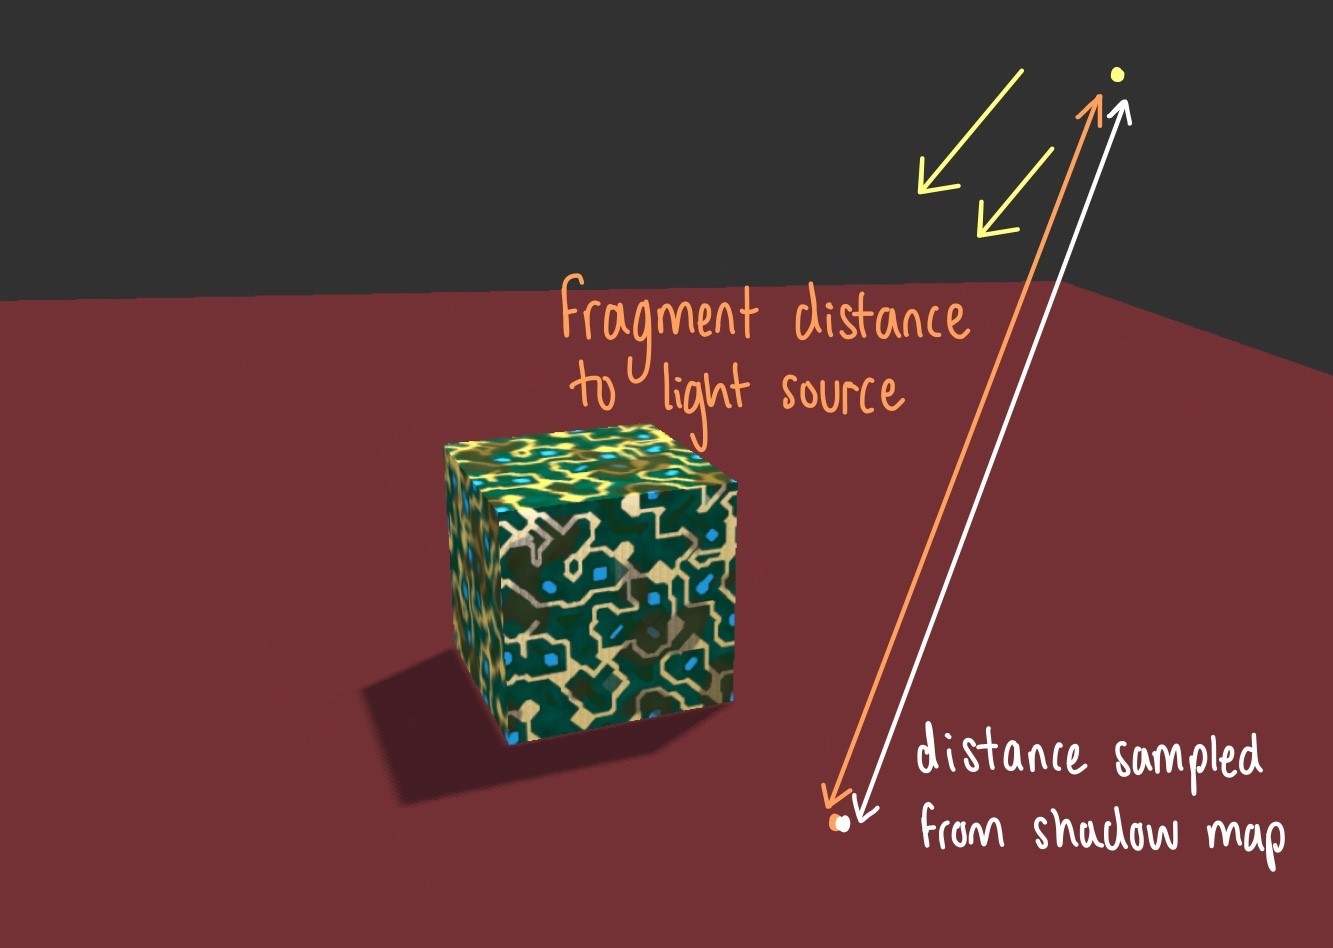 fragment distance
to light source
distance sampled
from shadow map